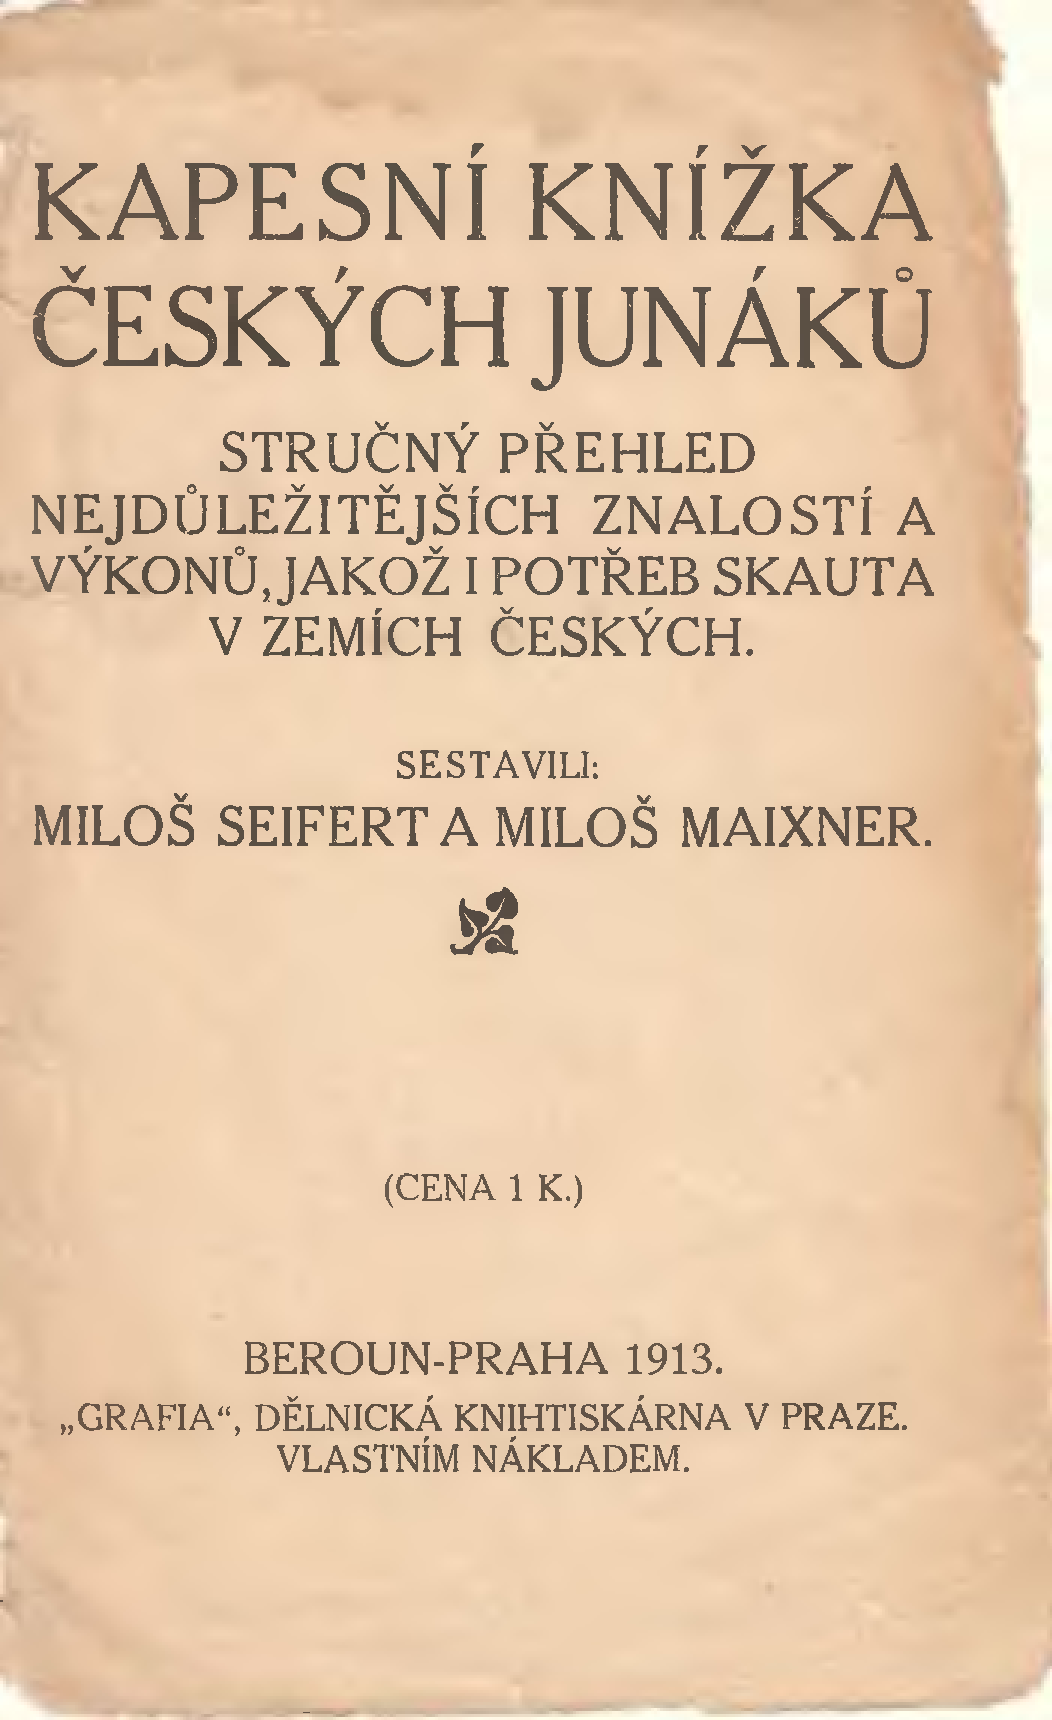 KAPESNÍ KNÍŽKA
ČESKÝCH JUNÁKŮ
STRUČNÝ PŘEHLED
NEJDŮLEŽITĚJŠÍCH ZNALOSTÍ A
VÝKONŮ, JAKOŽ I POTŘEB SKAUTA
V ZEMÍCH ČESKÝCH.
SESTAVILI:
MILOŠ SEIFERT A MILOŠ MAIXNER.
(CENA 1 K.)
BEROUN-PRAHA 1913.
„GRAFIA“, DĚLNICKÁ KNIHTISKÁRNA V PRAZE.
VLASTNÍM NÁKLADEM.